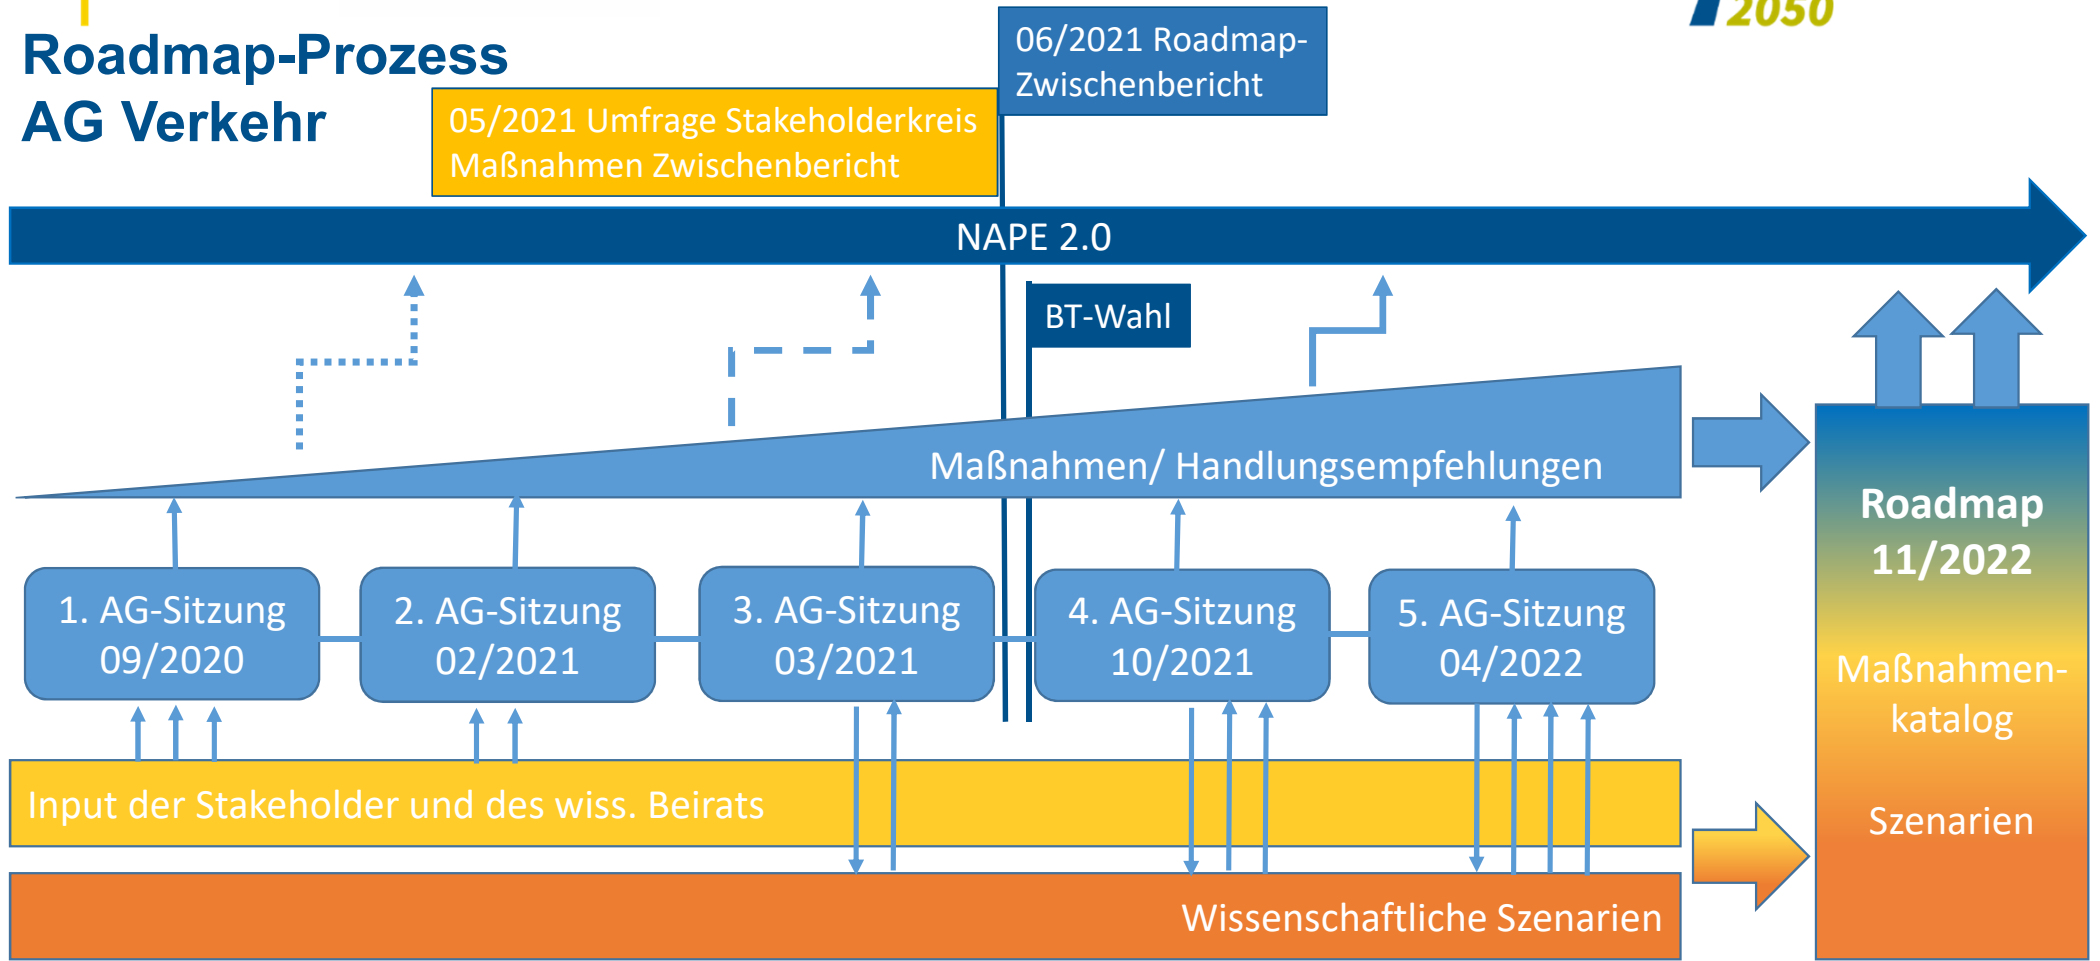 2050
Roadmap-Prozess
AG Verkehr
06/2021 Roadmap-
Zwischenbericht
05/2021 Umfrage Stakeholderkreis
Maßnahmen Zwischenbericht
NAPE 2.0
BT-Wahl
Maßnahmen/ Handlungsempfehlungen
1. AG-Sitzung
09/2020
2. AG-Sitzung
02/2021
3. AG-Sitzung
03/2021
4. AG-Sitzung
10/2021
5. AG-Sitzung
04/2022
Input der Stakeholder und des wiss. Beirats
Wissenschaftliche Szenarien
Roadmap
11/2022
Maßnahmen-
katalog
Szenarien